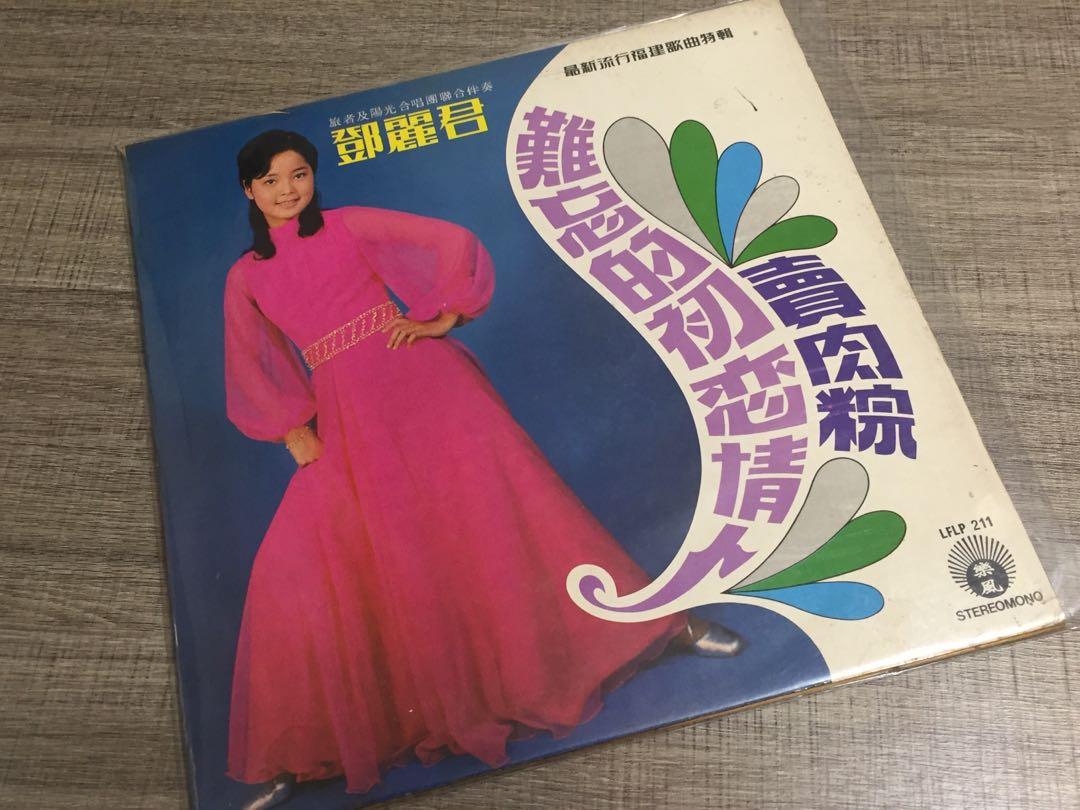 最新流行福建歌曲特輯
旅者及陽光合唱團聯合伴奏
鄧麗君
難忘的初恋情人
賣肉粽
LFLP 211
樂風
STEREOMONO